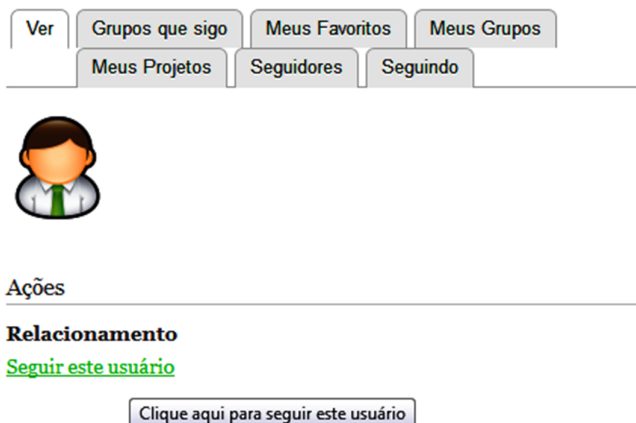 Ver Grupos que sigo Meus Favoritos Meus Grupos
Meus Projetos Seguidores Seguindo
Ações
Relacionamento
Seguir este usuário
Clique aqui para seguir este usuário